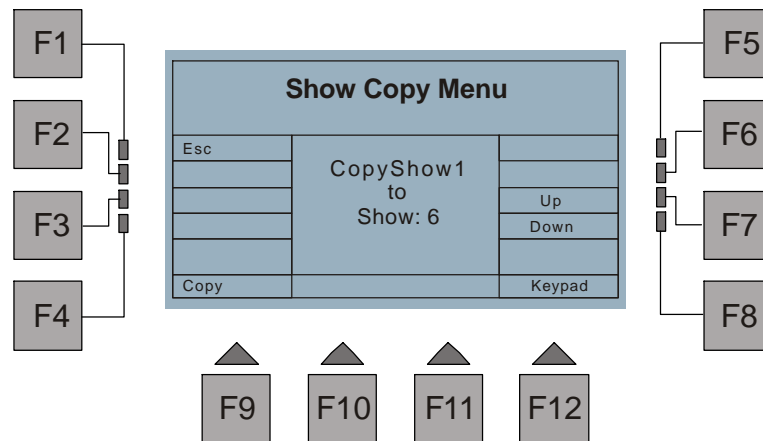 F1
F5
Show Copy Menu
F2
F6
Esc
CopyShow1
to
Up
Show: 6
F3
F7
Down
Copy
Keypad
F4
F8
F9
F10
F11
F12